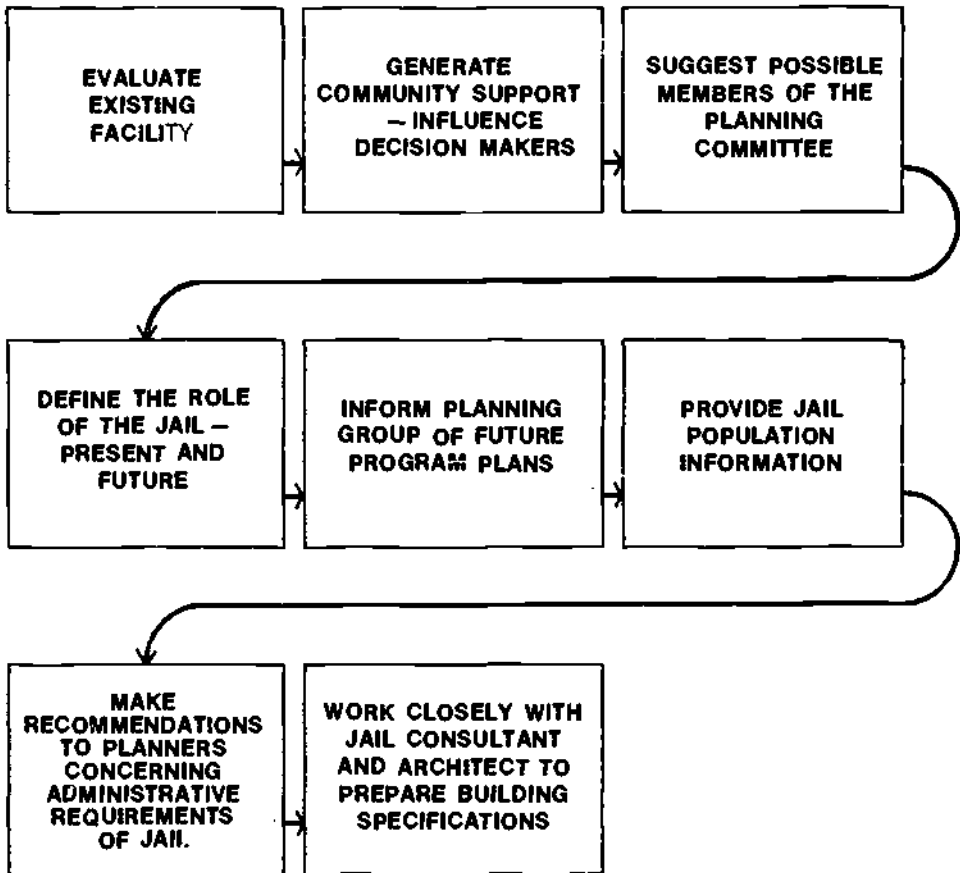 EVALUATE
EXISTING
FACILITY
GENERATE
COMMUNITY SUPPORT
— INFLUENCE
DECISION MAKERS
SUGGEST POSSIBLE
MEMBERS OF THE
PLANNING
COMMITTEE
DEFINE THE ROLE
OF THE JAIL —
PRESENT AND
FUTURE
INFORM PLANNING
GROUP OF FUTURE
PROGRAM PLANS
PROVIDE JAIL
POPULATION
INFORMATION
MAKE
RECOMMENDATIONS
TO PLANNERS
CONCERNING
ADMINISTRATIVE
REQUIREMENTS
OF JAIL.
WORK CLOSELY WITH
JAIL CONSULTANT
AND ARCHITECT TO
PREPARE BUILDING
SPECIFICATIONS